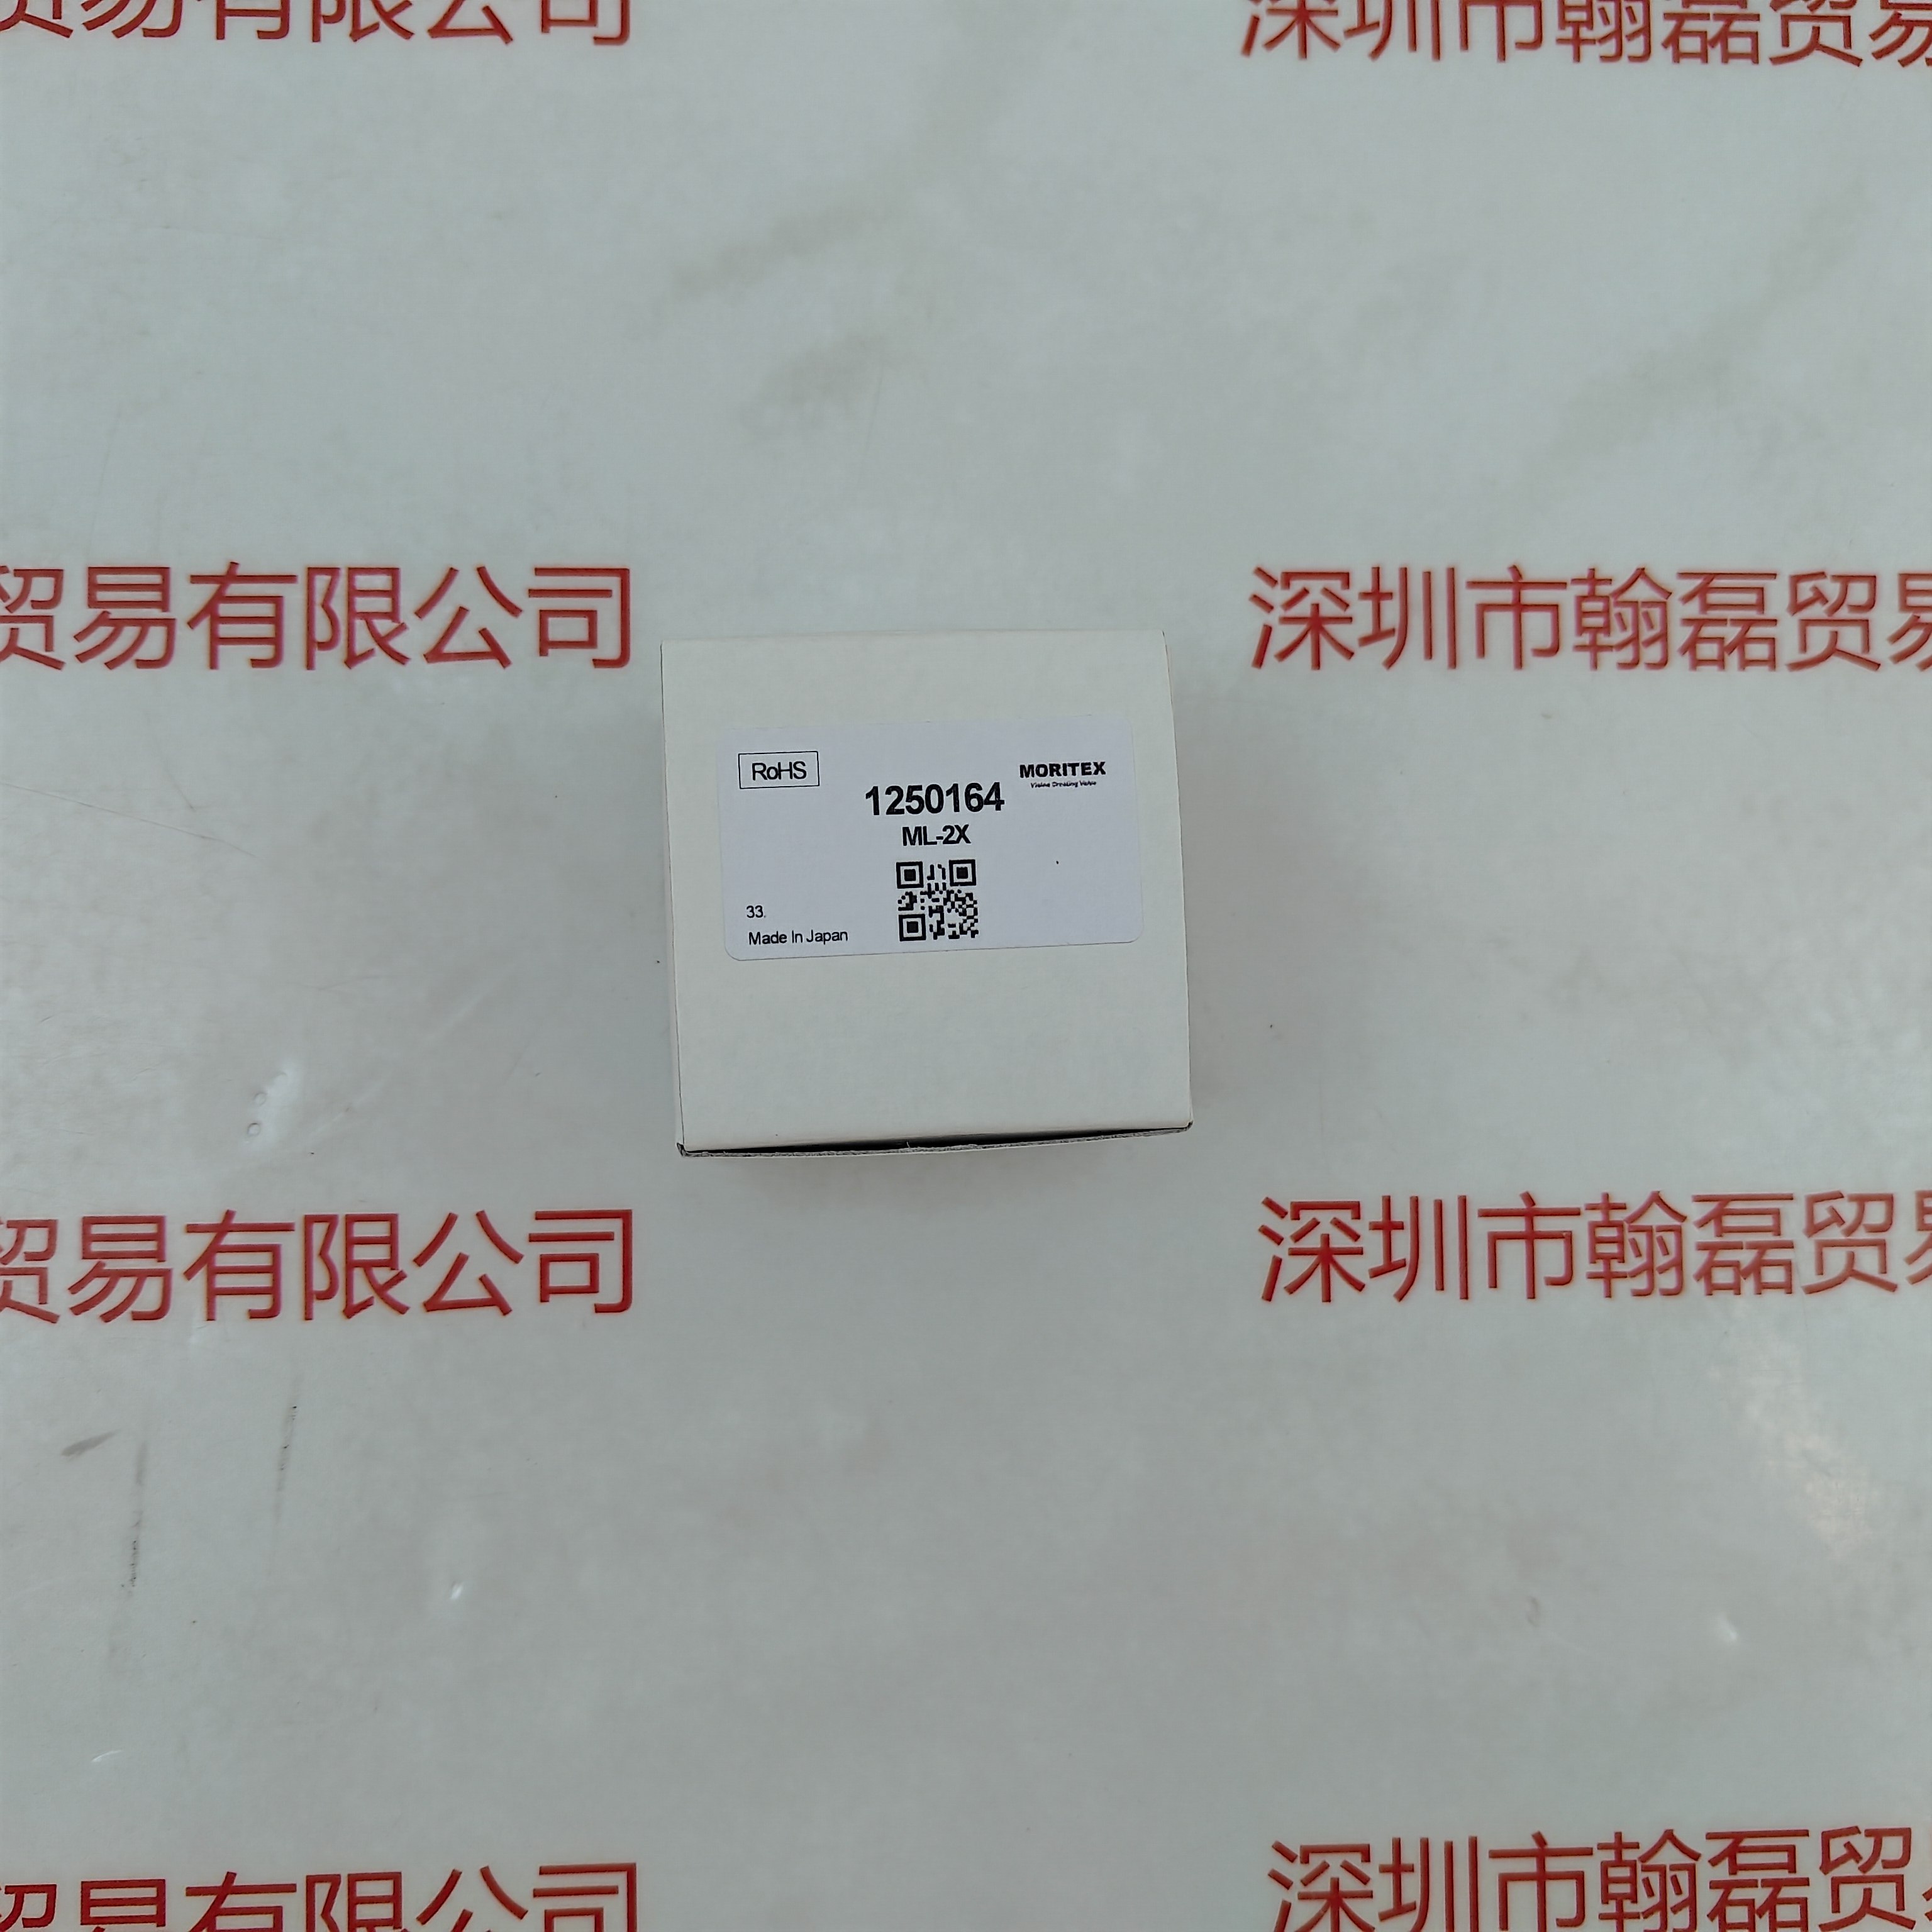 贸易有限公司
深圳市翰磊贸易
贸易有限公司
深圳市翰磊贸易
RoHS
MORITEX
1250164
ML-2X
33.
Made In Japan
贸易有限公司
深圳市翰磊贸易
贸易有限公司
深圳市翰磊贸